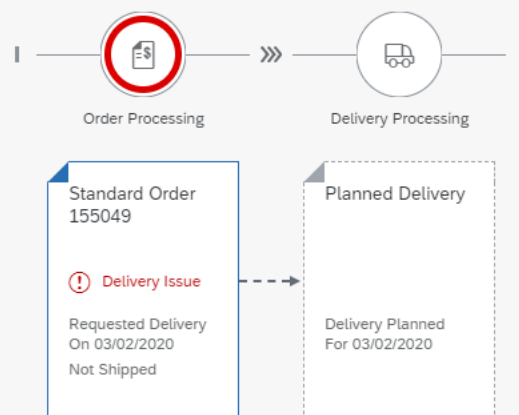 Order Processing
Delivery Processing
Standard Order
155049
Delivery Issue
Requested Delivery
On 03/02/2020
Not Shipped
Planned Delivery
Delivery Planned
For 03/02/2020